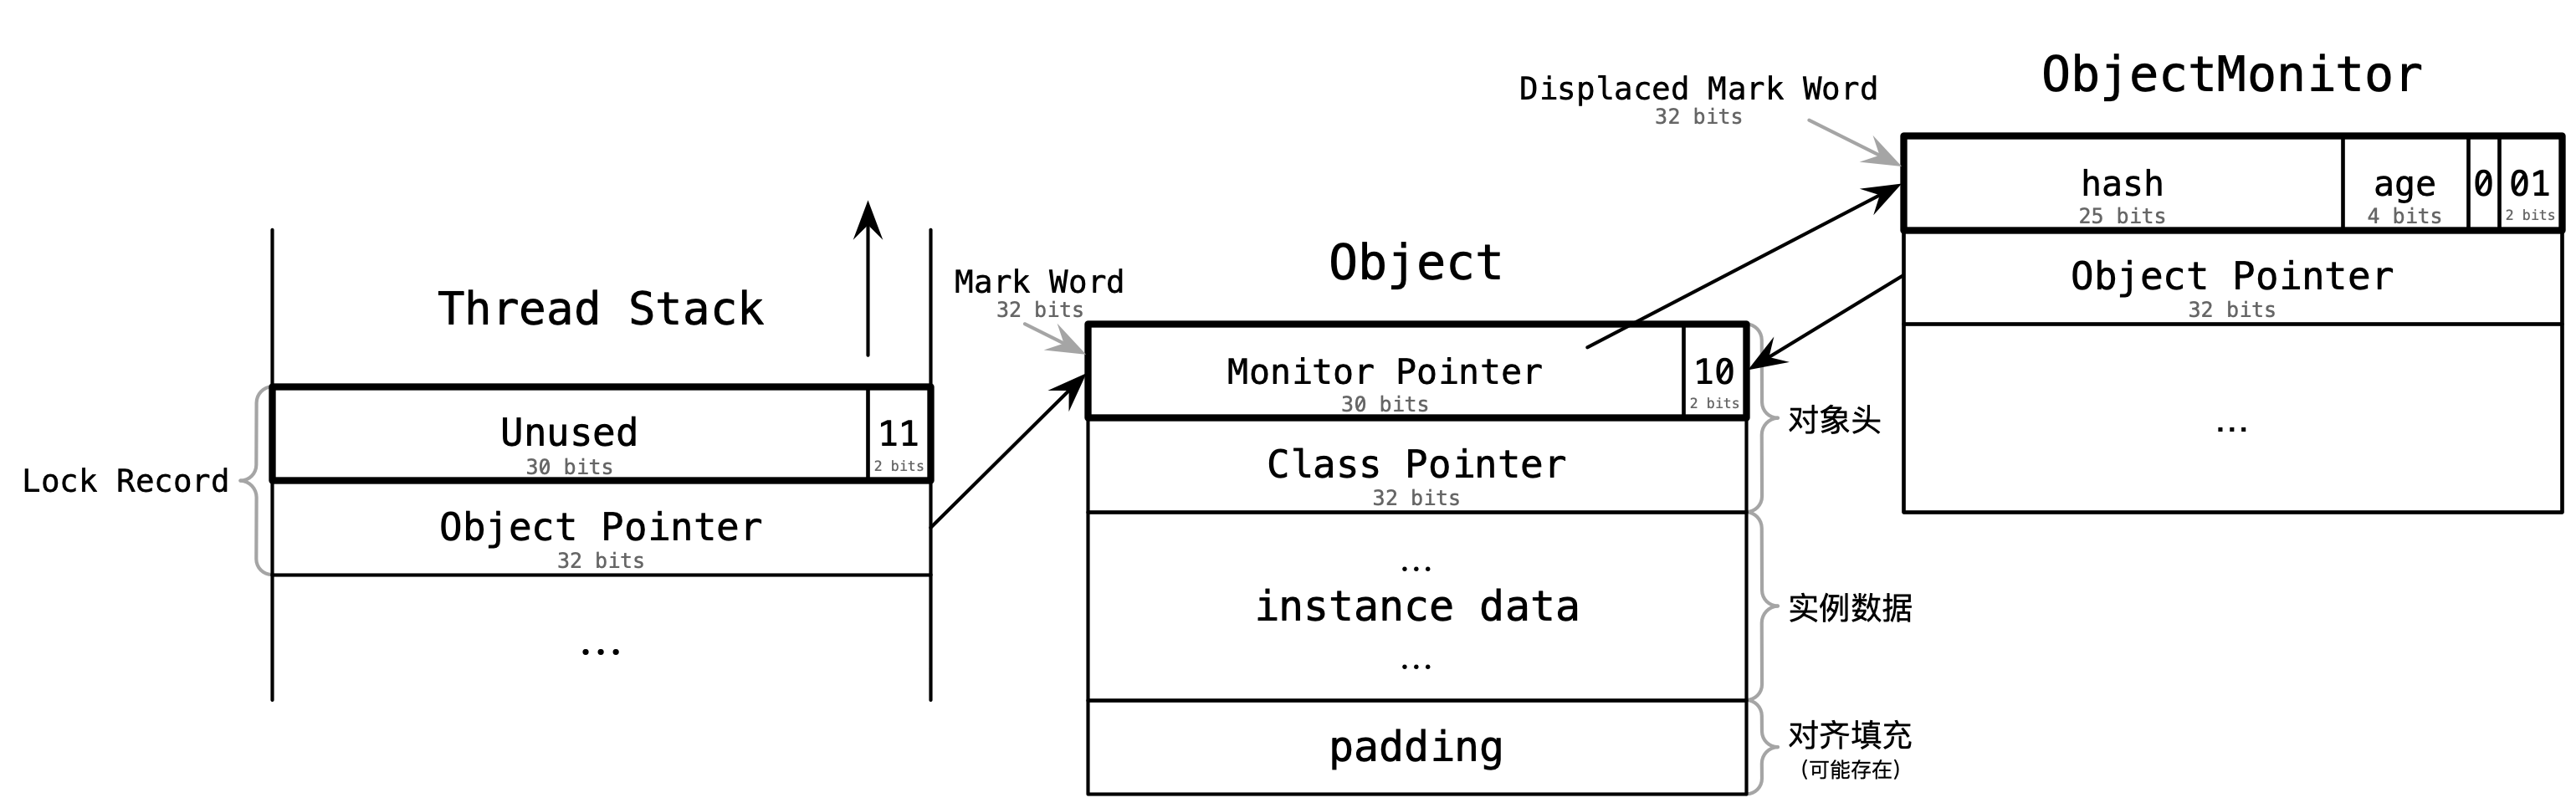 ObjectMonitor
Displaced Mark Word
32 bits
hash
25 bits
age
4 bits
0
01
2 bits
Object Pointer
32 bits
...
Object
Mark Word
32 bits
Monitor Pointer
30 bits
10
2 bits
Class Pointer
32 bits
对象头
...
instance data
...
实例数据
padding
对齐填充
(可能存在)
Thread Stack
Lock Record
Unused
30 bits
11
2 bits
Object Pointer
32 bits
...